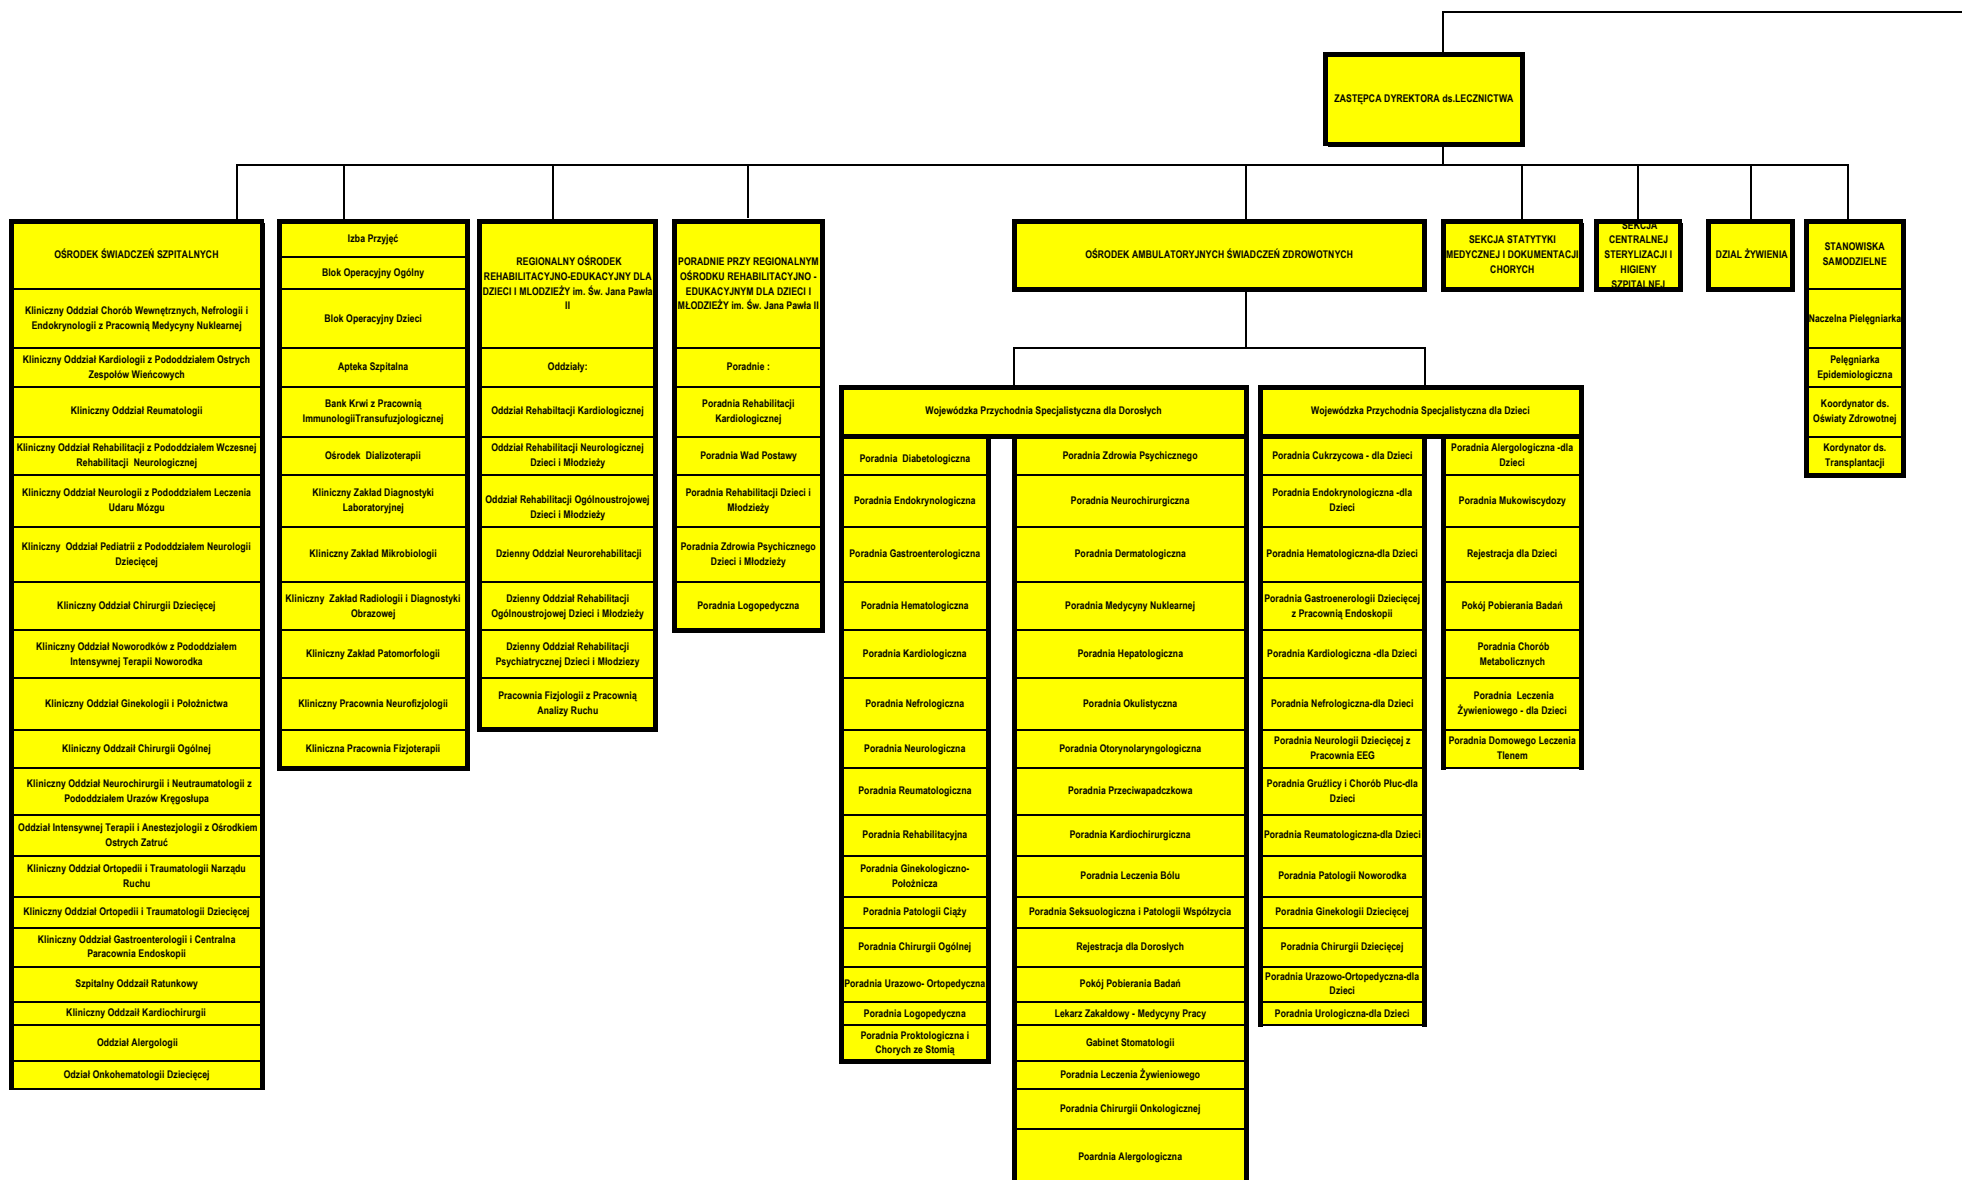 ZASTĘPCA DYREKTORA ds.LECZNICTWA
OŚRODEK ŚWIADCZEŃ SZPITALNYCH
Kliniczny Oddział Chorób Wewnętrznych, Nefrologii i
Endokrynologii z Pracownią Medycyny Nuklearnej
Kliniczny Oddział Kardiologii z Pododdziałem Ostrych
Zespołów Wieńcowych
Kliniczny Oddział Reumatologii
Kliniczny Oddział Rehabilitacji z Pododdziałem Wczesnej
Rehabilitacji Neurologicznej
Kliniczny Oddział Neurologii z Pododdziałem Leczenia
Udaru Mózgu
Kliniczny Oddział Pediatrii z Pododdziałem Neurologii
Dziecięcej
Kliniczny Oddział Chirurgii Dziecięcej
Kliniczny Oddział Noworodków z Pododdziałem
Intensywnej Terapii Noworodka
Kliniczny Oddział Ginekologii i Położnictwa
Kliniczny Oddzaił Chirurgii Ogólnej
Kliniczny Oddział Neurochirurgii i Neutraumatologii z
Pododdziałem Urazów Kręgosłupa
Oddział Intensywnej Terapii i Anestezjologii z Ośrodkiem
Ostrych Zatruć
Kliniczny Oddział Ortopedii i Traumatologii Narządu
Ruchu
Kliniczny Oddział Ortopedii i Traumatologii Dziecięcej
Kliniczny Oddział Gastroenterologii i Centralna
Paracownia Endoskopii
Szpitalny Oddzaił Ratunkowy
Kliniczny Oddzaił Kardiochirurgii
Oddział Alergologii
Odział Onkohematologii Dziecięcej
Izba Przyjęć
Blok Operacyjny Ogólny
Blok Operacyjny Dzieci
Apteka Szpitalna
Bank Krwi z Pracownią
ImmunologiiTransufuzjologicznej
Ośrodek Dializoterapii
Kliniczny Zakład Diagnostyki
Laboratoryjnej
Kliniczny Zakład Mikrobiologii
Kliniczny Zakład Radiologii i Diagnostyki
Obrazowej
Kliniczny Zakład Patomorfologii
Kliniczny Pracownia Neurofizjologii
Kliniczna Pracownia Fizjoterapii
REGIONALNY OŚRODEK
REHABILITACYJNO-EDUKACYJNY DLA
DZIECI I MLODZIEŻY im. Św. Jana Pawła
II
Oddziały:
Oddział Rehabiltacji Kardiologicznej
Oddział Rehabilitacji Neurologicznej
Dzieci i Młodzieży
Oddział Rehabilitacji Ogólnoustrojowej
Dzieci i Młodzieży
Dzienny Oddział Neurorehabilitacji
Dzienny Oddział Rehabilitacji
Ogólnoustrojowej Dzieci i Młodzieży
Dzienny Oddział Rehabilitacji
Psychiatrycznej Dzieci i Młodziezy
Pracownia Fizjologii z Pracownią
Analizy Ruchu
PORADNIE PRZY REGIONALNYM
OŚRODKU REHABILITACYJNO -
EDUKACYJNYM DLA DZIECI I
MŁODZIEŻY im. Św. Jana Pawła II
Poradnie :
Poradnia Rehabilitacji
Kardiologicznej
Poradnia Wad Postawy
Poradnia Rehabilitacji Dzieci i
Młodzieży
Poradnia Zdrowia Psychicznego
Dzieci i Młodzieży
Poradnia Logopedyczna
OŚRODEK AMBULATORYJNYCH ŚWIADCZEŃ ZDROWOTNYCH
Wojewódzka Przychodnia Specjalistyczna dla Dorosłych
Poradnia Diabetologiczna
Poradnia Endokrynologiczna
Poradnia Gastroenterologiczna
Poradnia Hematologiczna
Poradnia Kardiologiczna
Poradnia Nefrologiczna
Poradnia Neurologiczna
Poradnia Reumatologiczna
Poradnia Rehabilitacyjna
Poradnia Ginekologiczno-
Położnicza
Poradnia Patologii Ciąży
Poradnia Chirurgii Ogólnej
Poradnia Urazowo- Ortopedyczna
Poradnia Logopedyczna
Poradnia Proktologiczna i
Chorych ze Stomią
Poradnia Zdrowia Psychicznego
Poradnia Neurochirurgiczna
Poradnia Dermatologiczna
Poradnia Medycyny Nuklearnej
Poradnia Hepatologiczna
Poradnia Okulistyczna
Poradnia Otorynolaryngologiczna
Poradnia Przeciwapadczkowa
Poradnia Kardiochirurgiczna
Poradnia Leczenia Bólu
Poradnia Seksuologiczna i Patologii Współzycia
Rejestracja dla Dorosłych
Pokój Pobierania Badań
Lekarz Zakałdowy - Medycyny Pracy
Gabinet Stomatologii
Poradnia Leczenia Żywieniowego
Poradnia Chirurgii Onkologicznej
Poardnia Alergologiczna
Wojewódzka Przychodnia Specjalistyczna dla Dzieci
Poradnia Cukrzycowa - dla Dzieci
Poradnia Endokrynologiczna -dla
Dzieci
Poradnia Hematologiczna-dla Dzieci
Poradnia Gastroenerologii Dziecięcej
z Pracownią Endoskopii
Poradnia Kardiologiczna -dla Dzieci
Poradnia Nefrologiczna-dla Dzieci
Poradnia Neurologii Dziecięcej z
Pracownia EEG
Poradnia Gruźlicy i Chorób Płuc-dla
Dzieci
Poradnia Reumatologiczna-dla Dzieci
Poradnia Patologii Noworodka
Poradnia Ginekologii Dziecięcej
Poradnia Chirurgii Dziecięcej
Poradnia Urazowo-Ortopedyczna-dla
Dzieci
Poradnia Urologiczna-dla Dzieci
Poradnia Alergologiczna -dla
Dzieci
Poradnia Mukowiscydozy
Rejestracja dla Dzieci
Pokój Pobierania Badań
Poradnia Chorób
Metabolicznych
Poradnia Leczenia
Żywieniowego - dla Dzieci
Poradnia Domowego Leczenia
Tlenem
SEKCJA STATYTYKI
MEDYCZNEJ I DOKUMENTACJI
CHORYCH
SEKCJA
CENTRALNEJ
STERYLIZACJI I
HIGIENY
SZPITALNEJ
DZIAL ŻYWIENIA
STANOWISKA
SAMODZIELNE
Naczelna Pielęgniarka
Pelęgniarka
Epidemiologiczna
Koordynator ds.
Oświaty Zdrowotnej
Kordynator ds.
Transplantacji